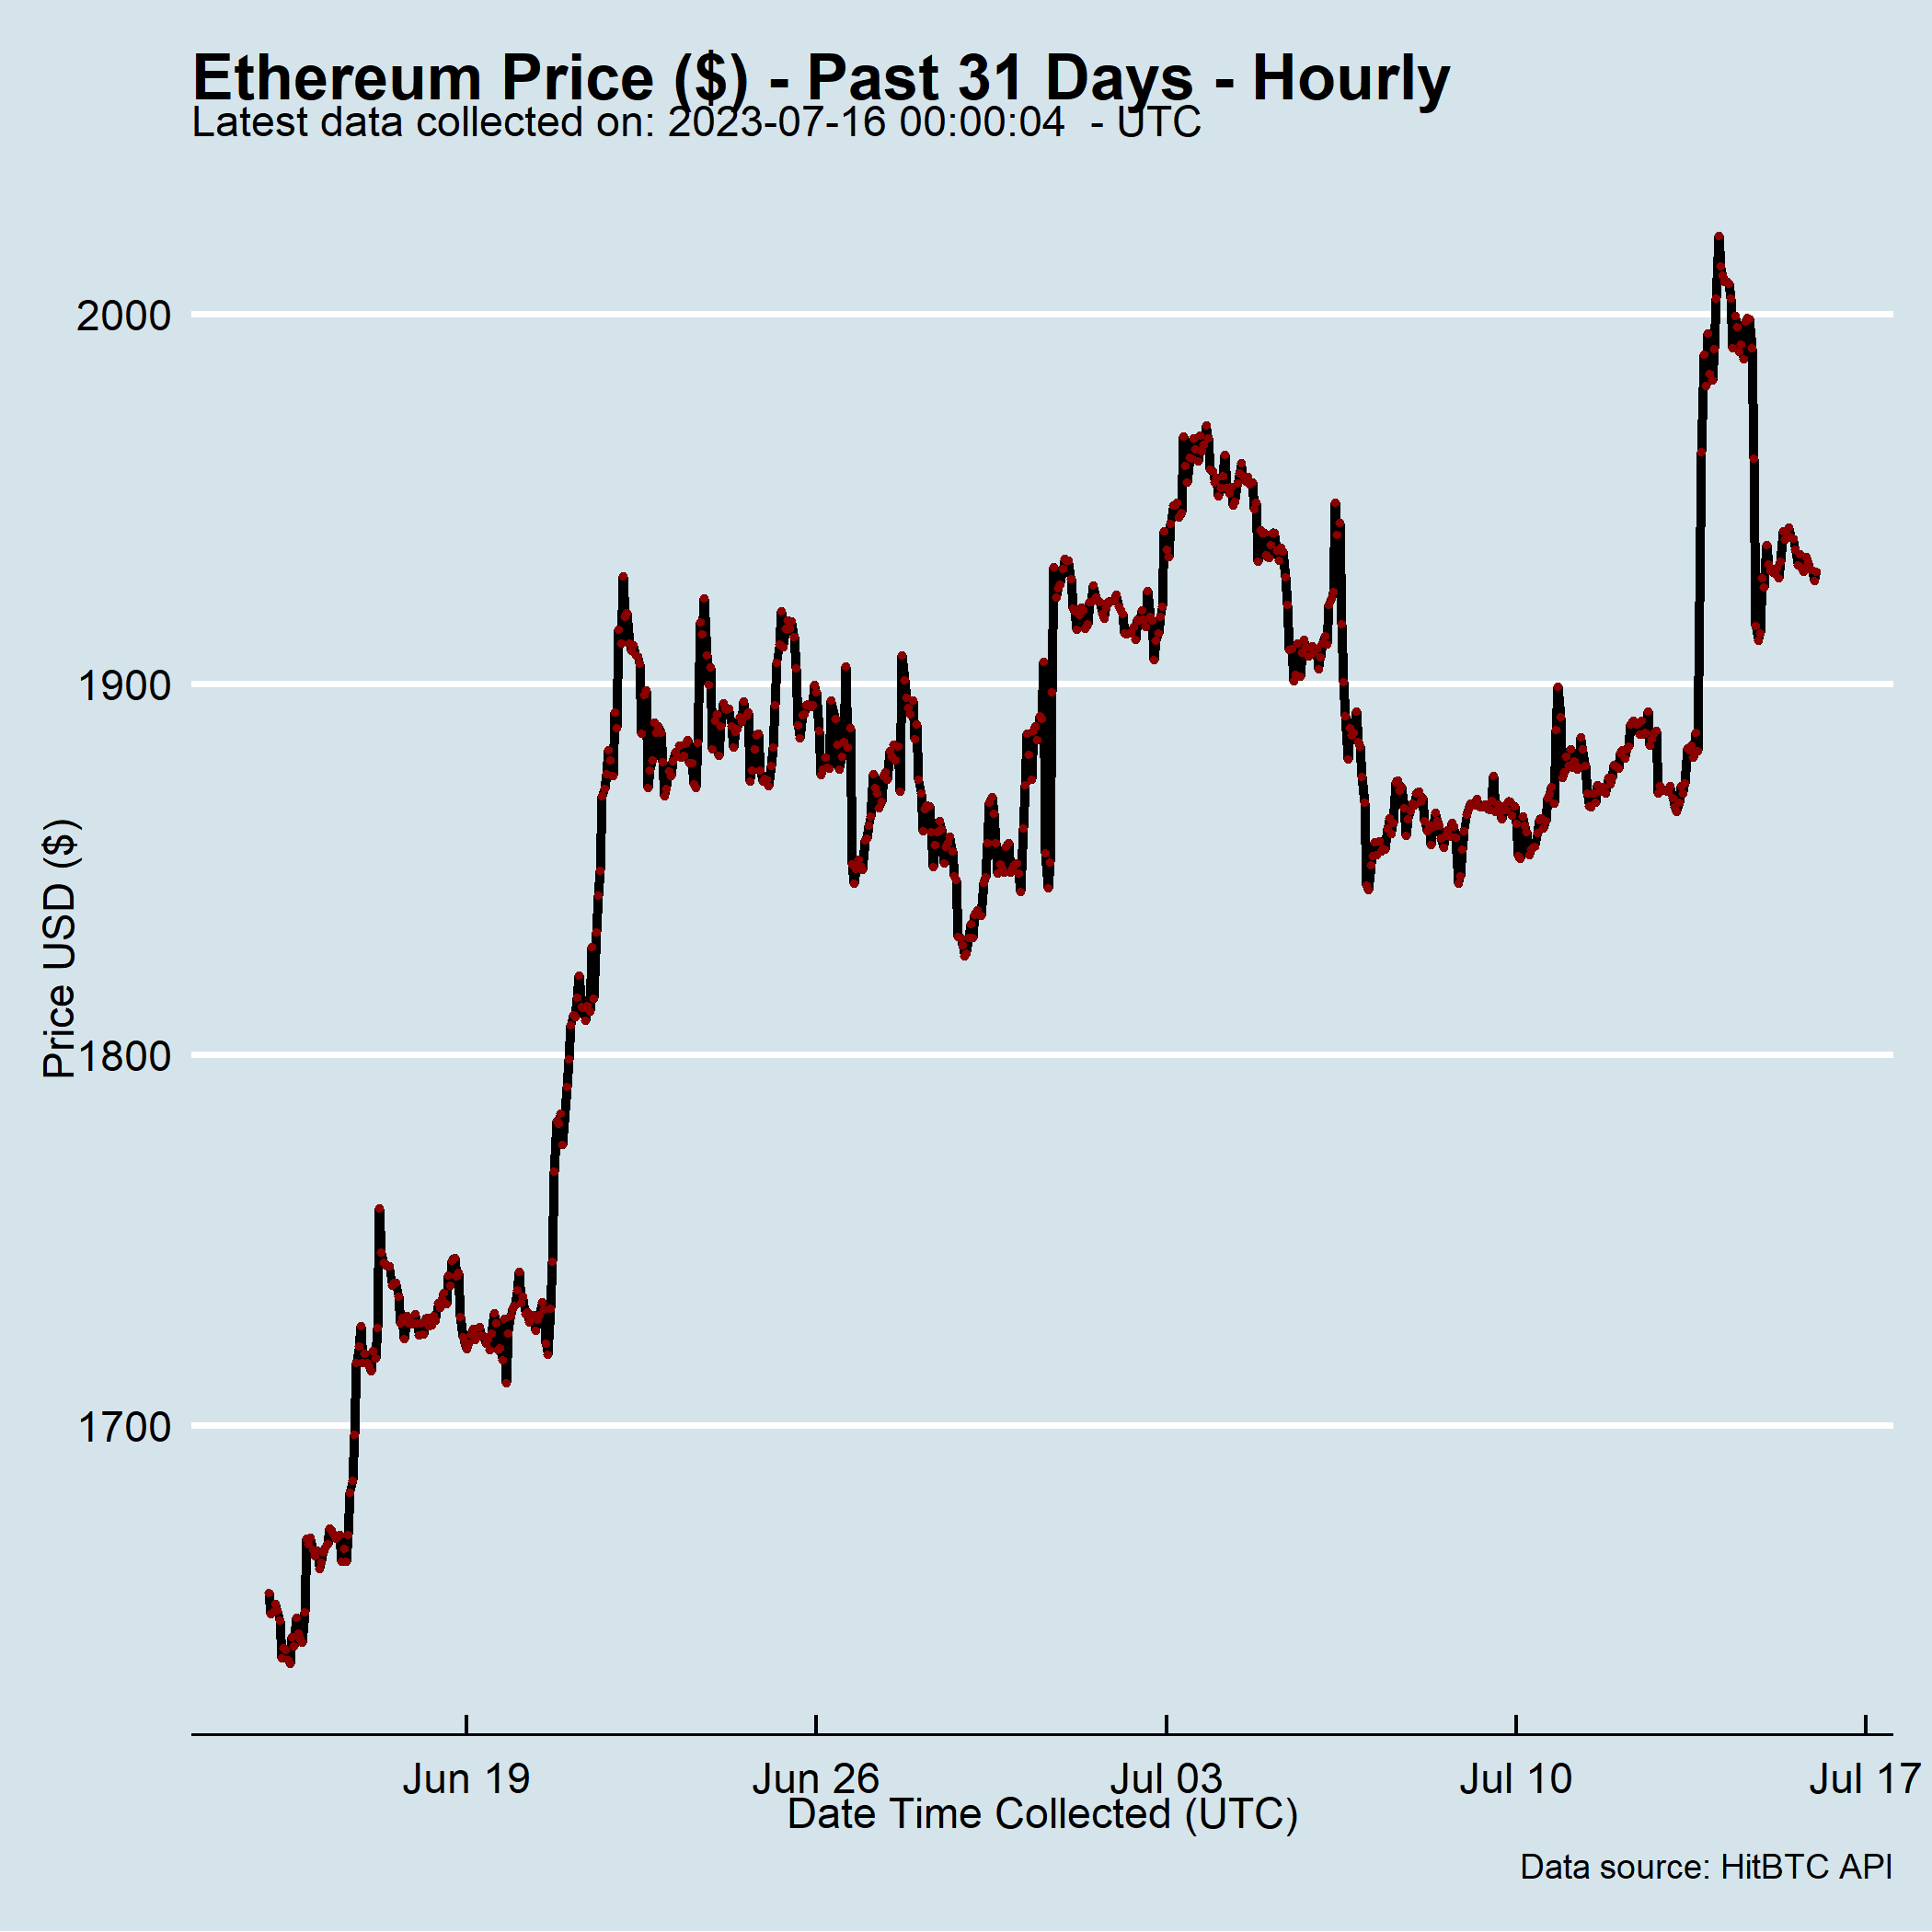 Ethereum Price ($) - Past 31 Days - Hourly
Latest data collected on: 2023-07-16 00:00:04  - UTC
2000
1900
1800
1700
Price USD ($)
Jun 19
Jun 26
Jul 03
Jul 10
Jul 17
Date Time Collected (UTC)
Data source: HitBTC API